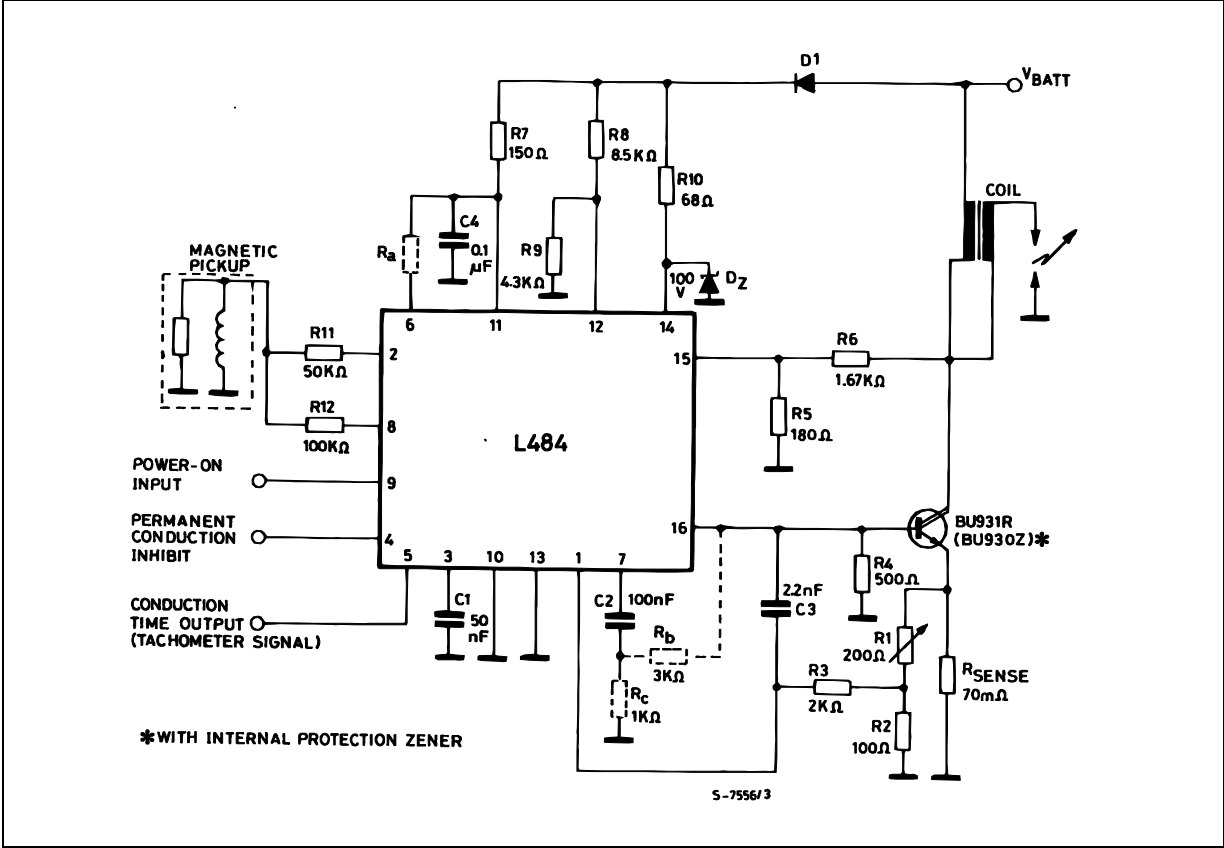 D1
VBATT
R7
150Ω
R8
8.5KΩ
R10
68Ω
COIL
C4
0.1
μF
Ra
R9
4.3KΩ
100
V
DZ
MAGNETIC
PICKUP
6
11
12
14
R11
50KΩ
2
15
R6
1.67KΩ
R12
100KΩ
8
R5
180Ω
L484
POWER-ON
INPUT
9
PERMANENT
CONDUCTION
INHIBIT
4
16
BU931R
(BU930Z)*
5
3
10
13
1
7
R4
500Ω
CONDUCTION
TIME OUTPUT
(TACHOMETER SIGNAL)
C1
50
nF
C2
100nF
2.2nF
C3
Rb
3KΩ
R1
200Ω
RSENSE
70mΩ
Rc
1KΩ
R3
2KΩ
R2
100Ω
*WITH INTERNAL PROTECTION ZENER
S-7556/3